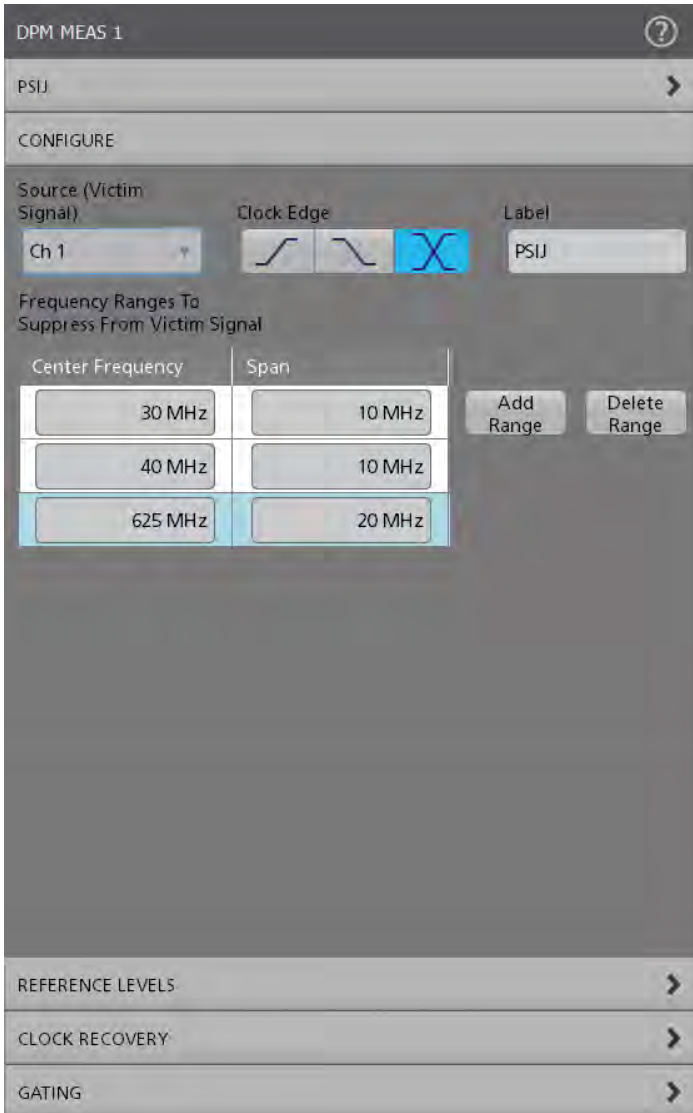 DPM MEAS 1
?
PSIJ
CONFIGURE
Source (Victim
Signal)
Clock Edge
Label
Ch 1
PSIJ
Frequency Ranges To
Suppress From Victim Signal
Center Frequency Span
30 MHz 10 MHz
Add
Range
Delete
Range
40 MHz 10 MHz
625 MHz 20 MHz
REFERENCE LEVELS
CLOCK RECOVERY
GATING